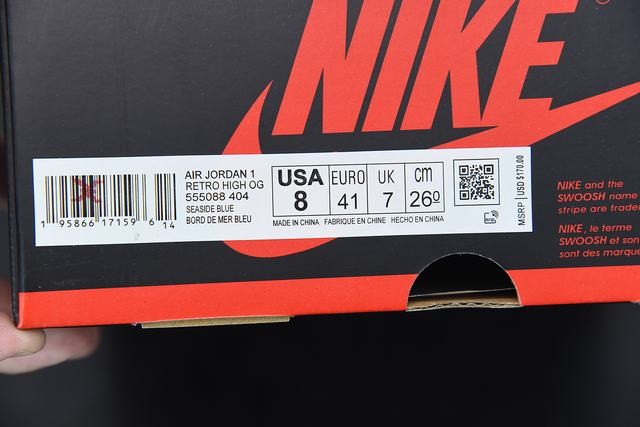 NIKE
AIR JORDAN 1
RETRO HIGH OG
555088 404
SEASIDE BLUE
BORD DE MER BLEU
USA 8
EURO 41
UK 7
cm 260
MADE IN CHINA FABRIQUE EN CHINE HECHO EN CHINA
MSRP USD $170.00
1 95866 17159 6 14
NIKE and the
SWOOSH name
stripe are trade
NIKE, le terme
SWOOSH et son
sont des marque